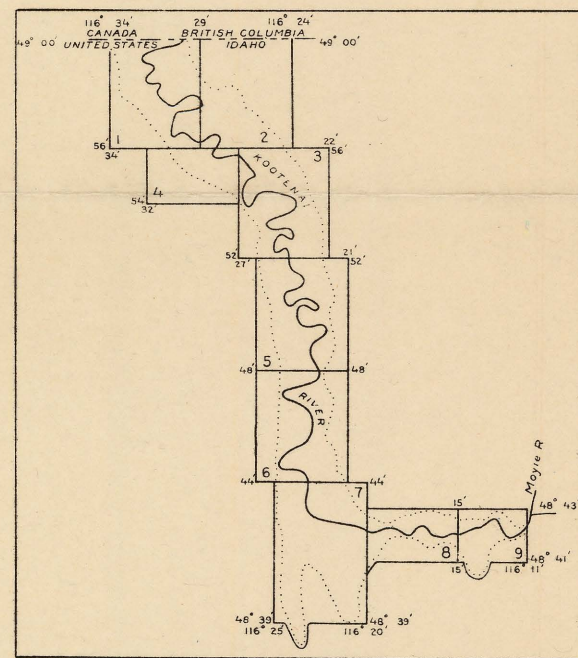 116° 34' 29' 116° 24'
CANADA BRITISH COLUMBIA
49° 00' UNITED STATES IDAHO 49° 00'
56' 1 2 3 22'
34' 56'
KOOTENAI
4
54'
32'
52' 21'
27' 52'
5
48' 48'
RIVER
6 7
44' 44'
Moyie R
15' 48° 43'
8 9 48° 41'
15' 116° 11'
48° 39' 48° 39'
116° 25' 116° 20'